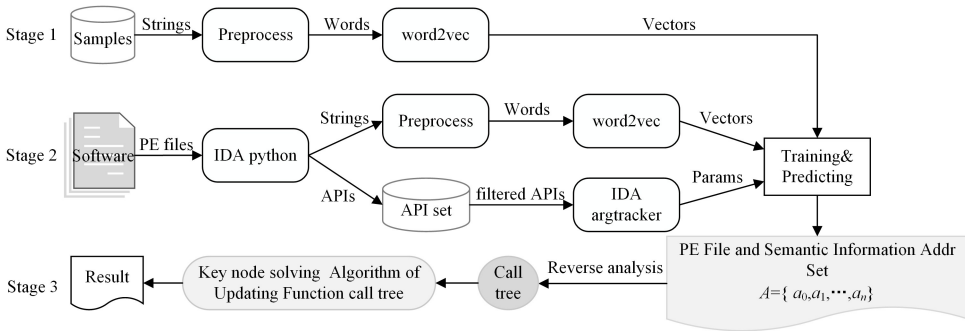 Stage 1
Samples
Strings
Preprocess
Words
word2vec
Vectors
Stage 2
Software
PE files
IDA python
Strings
Preprocess
Words
word2vec
Vectors
APIs
API set
filtered APIs
IDA
argtracker
Params
Training&
Predicting
Stage 3
Result
Key node solving Algorithm of
Updating Function call tree
Call
tree
Reverse analysis
PE File and Semantic Information Addr
Set
A={ a₀,a₁,⋯,aₙ}